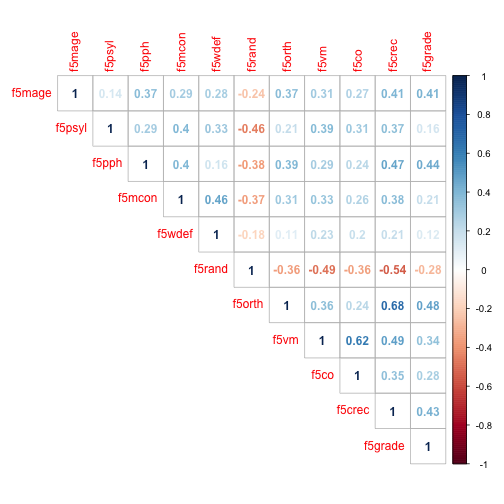 f5mage f5psyl f5pph f5mcon f5wdef f5rand f5orth f5vm f5co f5crec f5grade
f5mage 1 0.14 0.37 0.29 0.28 -0.24 0.37 0.31 0.27 0.41 0.41
f5psyl 1 0.29 0.4 0.33 -0.46 0.21 0.39 0.31 0.37 0.16
f5pph 1 0.4 0.16 -0.38 0.39 0.29 0.24 0.47 0.44
f5mcon 1 0.46 -0.37 0.31 0.33 0.26 0.38 0.21
f5wdef 1 -0.18 0.11 0.23 0.2 0.21 0.12
f5rand 1 -0.36 -0.49 -0.36 -0.54 -0.28
f5orth 1 0.36 0.24 0.68 0.48
f5vm 1 0.62 0.49 0.34
f5co 1 0.35 0.28
f5crec 1 0.43
f5grade 1
1
0.8
0.6
0.4
0.2
0
-0.2
-0.4
-0.6
-0.8
-1